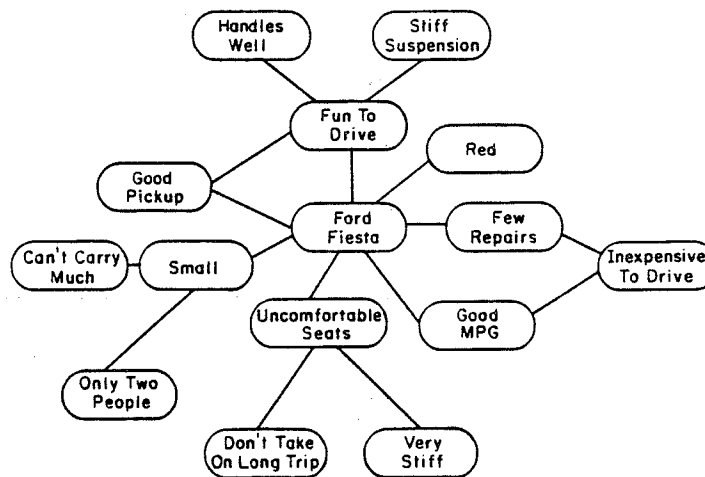 Handles
Well
Stiff
Suspension
Fun To
Drive
Red
Good
Pickup
Ford
Fiesta
Few
Repairs
Can't Carry
Much
Small
Inexpensive
To Drive
Uncomfortable
Seats
Good
MPG
Only Two
People
Don't Take
On Long Trip
Very
Stiff